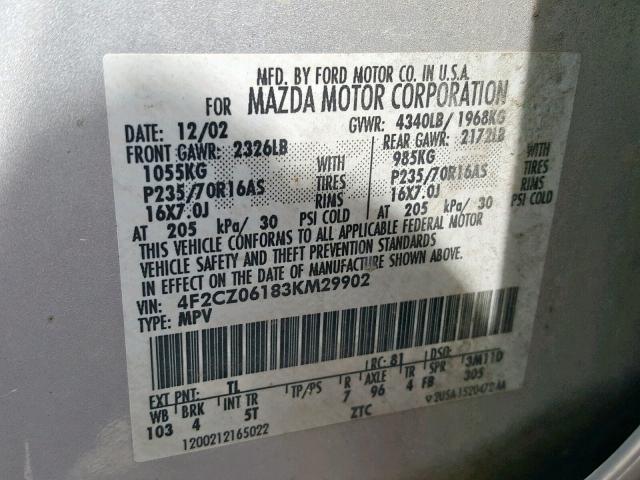 MFD. BY FORD MOTOR CO. IN U.S.A.
FOR MAZDA MOTOR CORPORATION
DATE: 12/02 GVWR: 4340LB/ 1968KG
FRONT GAWR: 2326LB REAR GAWR: 2172LB
1055KG WITH 985KG WITH
P235/70R16AS TIRES P235/70R16AS TIRES
16X7.0J RIMS 16X7.0J RIMS
AT 205 kPa/ 30 PSI COLD AT 205 kPa/ 30 PSI COLD
THIS VEHICLE CONFORMS TO ALL APPLICABLE FEDERAL MOTOR
VEHICLE SAFETY AND THEFT PREVENTION STANDARDS
IN EFFECT ON THE DATE OF MANUFACTURE SHOWN ABOVE.
VIN: 4F2CZ06183KM29902
TYPE: MPV
EXT PNT: TL RC: 81 DSO:
WB BRK INT TR TP/PS R AXLE TR SPR 3M11D
103 4 5T 7 96 4 FB 305
1200212165022 ZTC